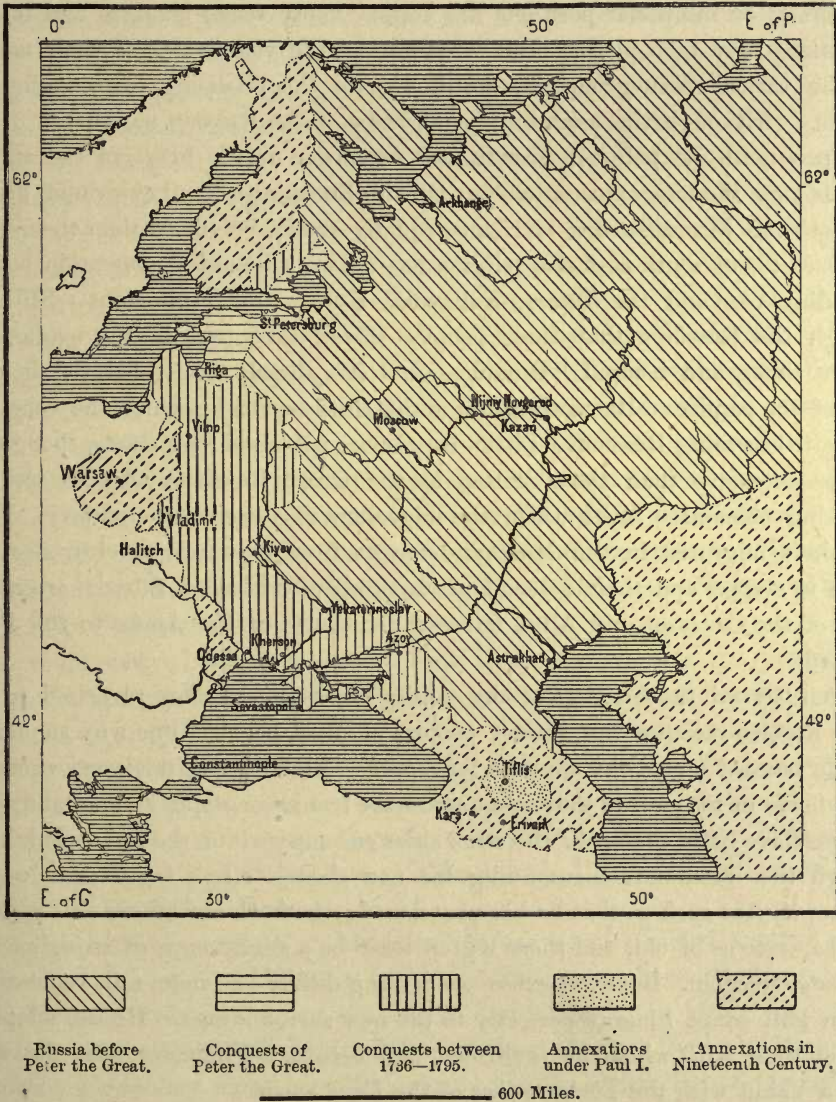 0° 50° E. of P.
62° 62°
Arkhangel
St Petersburg
Riga
Nijniy Novgorod
Moscow Kazañ
Vilno
Warsaw
Vladimir
Halitch Kiyev
Yekaterinoslav
Kherson Azov
Odessa Astrakhan
Sevastopol
42° 42°
Constantinople Tiflis
Kars Erivan
E. of G 30° 50°
Russia before Conquests of Conquests between Annexations Annexations in
Peter the Great. Peter the Great. 1736—1795. under Paul I. Nineteenth Century.
600 Miles.